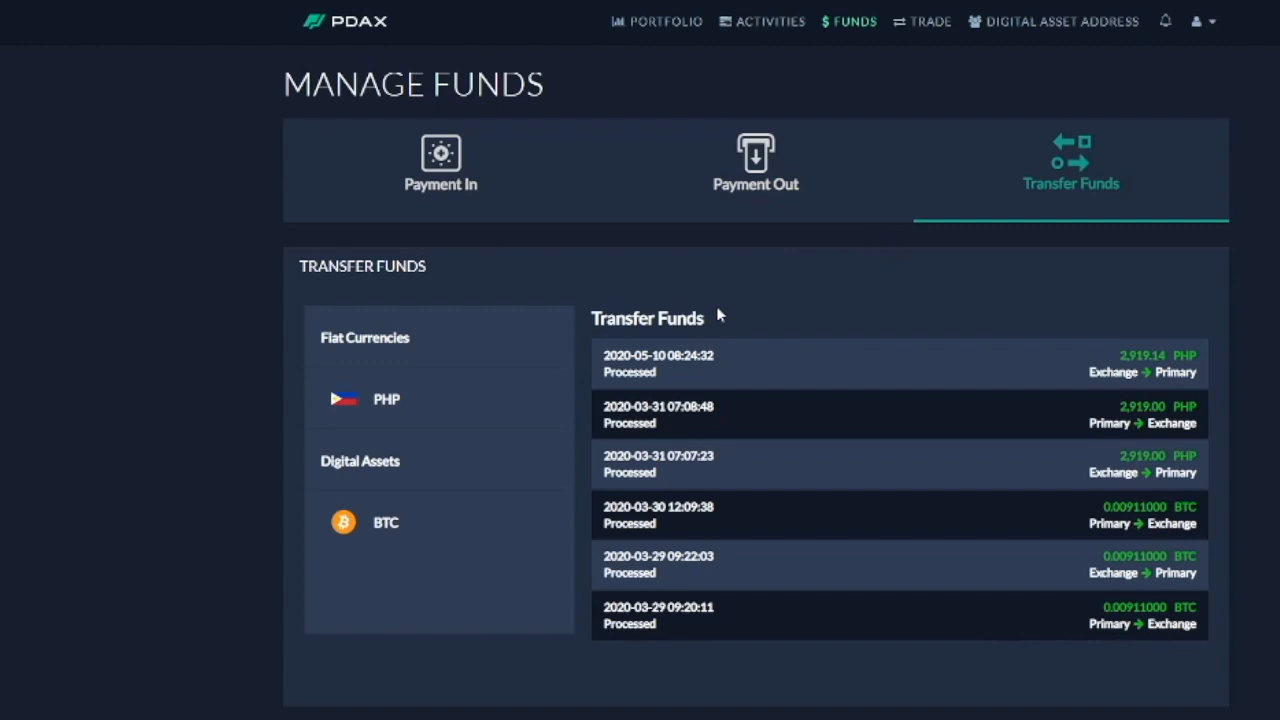 PDAX
PORTFOLIO ACTIVITIES $ FUNDS TRADE DIGITAL ASSET ADDRESS
MANAGE FUNDS
Payment In Payment Out Transfer Funds
TRANSFER FUNDS
Fiat Currencies
PHP
Digital Assets
BTC
Transfer Funds
2020-05-10 08:24:32 2,919.14 PHP
Processed Exchange → Primary
2020-03-31 07:08:48 2,919.00 PHP
Processed Primary → Exchange
2020-03-31 07:07:23 2,919.00 PHP
Processed Exchange → Primary
2020-03-30 12:09:38 0.00911000 BTC
Processed Primary → Exchange
2020-03-29 09:22:03 0.00911000 BTC
Processed Exchange → Primary
2020-03-29 09:20:11 0.00911000 BTC
Processed Primary → Exchange